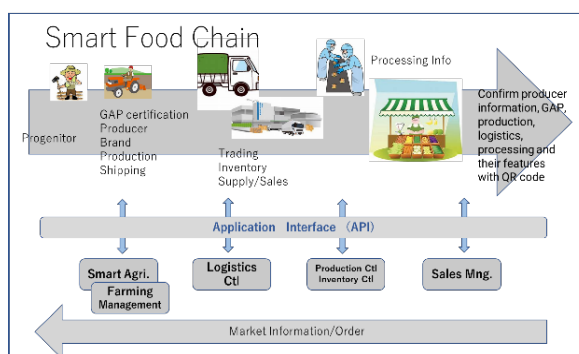 Smart Food Chain
Processing Info
Progenitor
GAP certification
Producer
Brand
Production
Shipping
Trading
Inventory
Supply/Sales
Confirm producer
information, GAP,
production,
logistics,
processing and
their features
with QR code
Application Interface （API）
Smart Agri.
Farming
Management
Logistics
Ctl
Production Ctl
Inventory Ctl
Sales Mng.
Market Information/Order